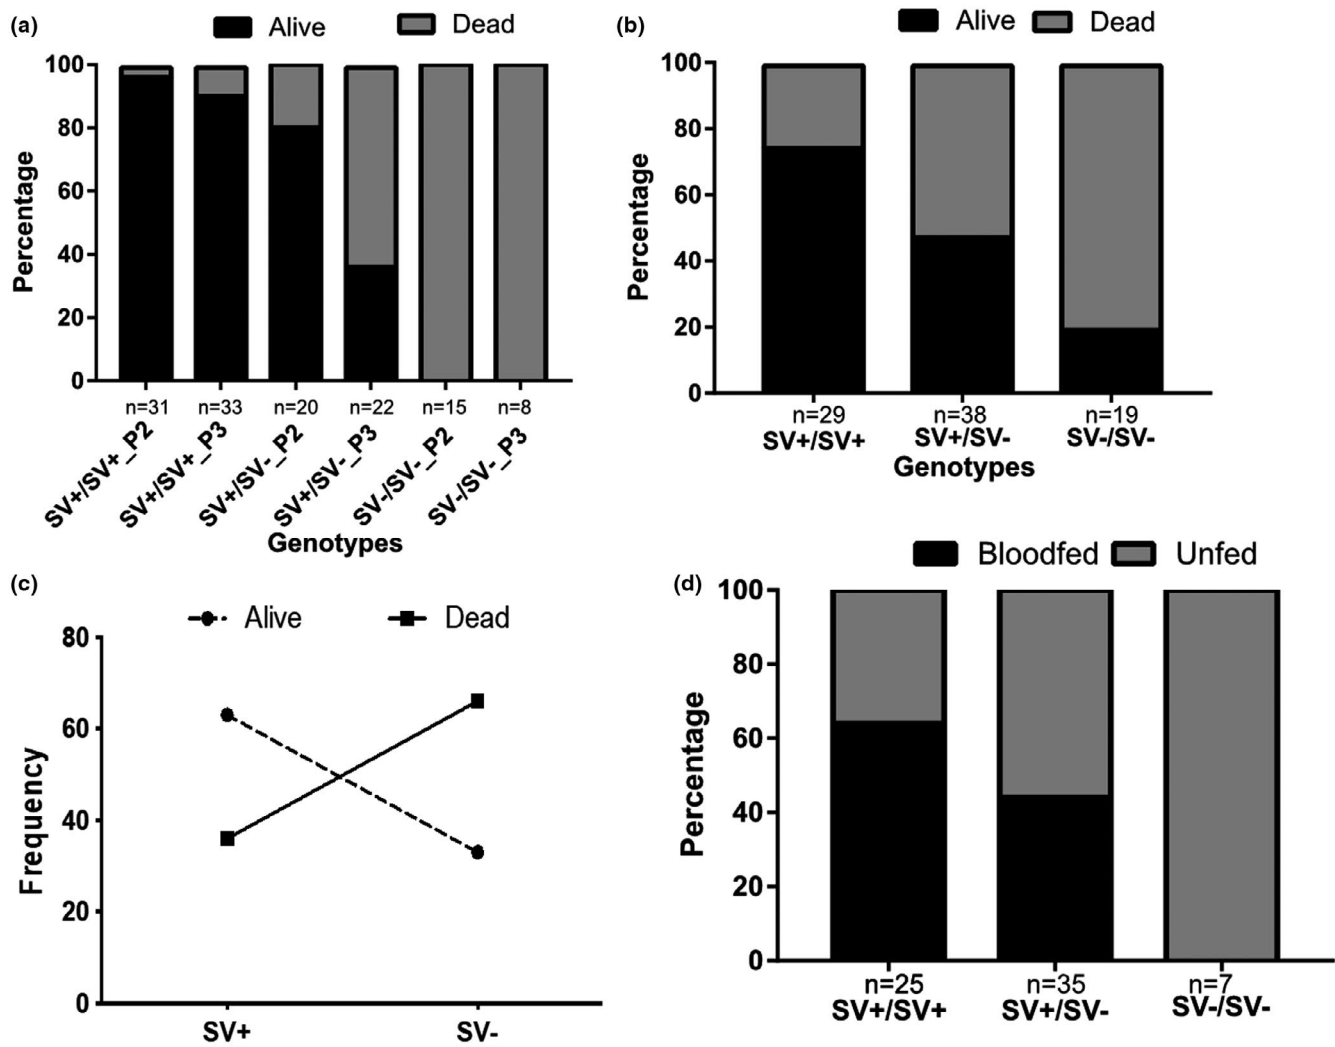 (a)
Alive Dead
100
80
60
40
20
0
Percentage
n=31 n=33 n=20 n=22 n=15 n=8
SV+/SV+_P2
SV+/SV+_P3
SV+/SV-_P2
SV+/SV-_P3
SV-/SV-_P2
SV-/SV-_P3
Genotypes
(b)
Alive Dead
100
80
60
40
20
0
Percentage
n=29 n=38 n=19
SV+/SV+ SV+/SV- SV-/SV-
Genotypes
(c)
Alive Dead
80
60
40
20
0
Frequency
SV+ SV-
(d)
Bloodfed Unfed
100
80
60
40
20
0
Percentage
n=25 n=35 n=7
SV+/SV+ SV+/SV- SV-/SV-